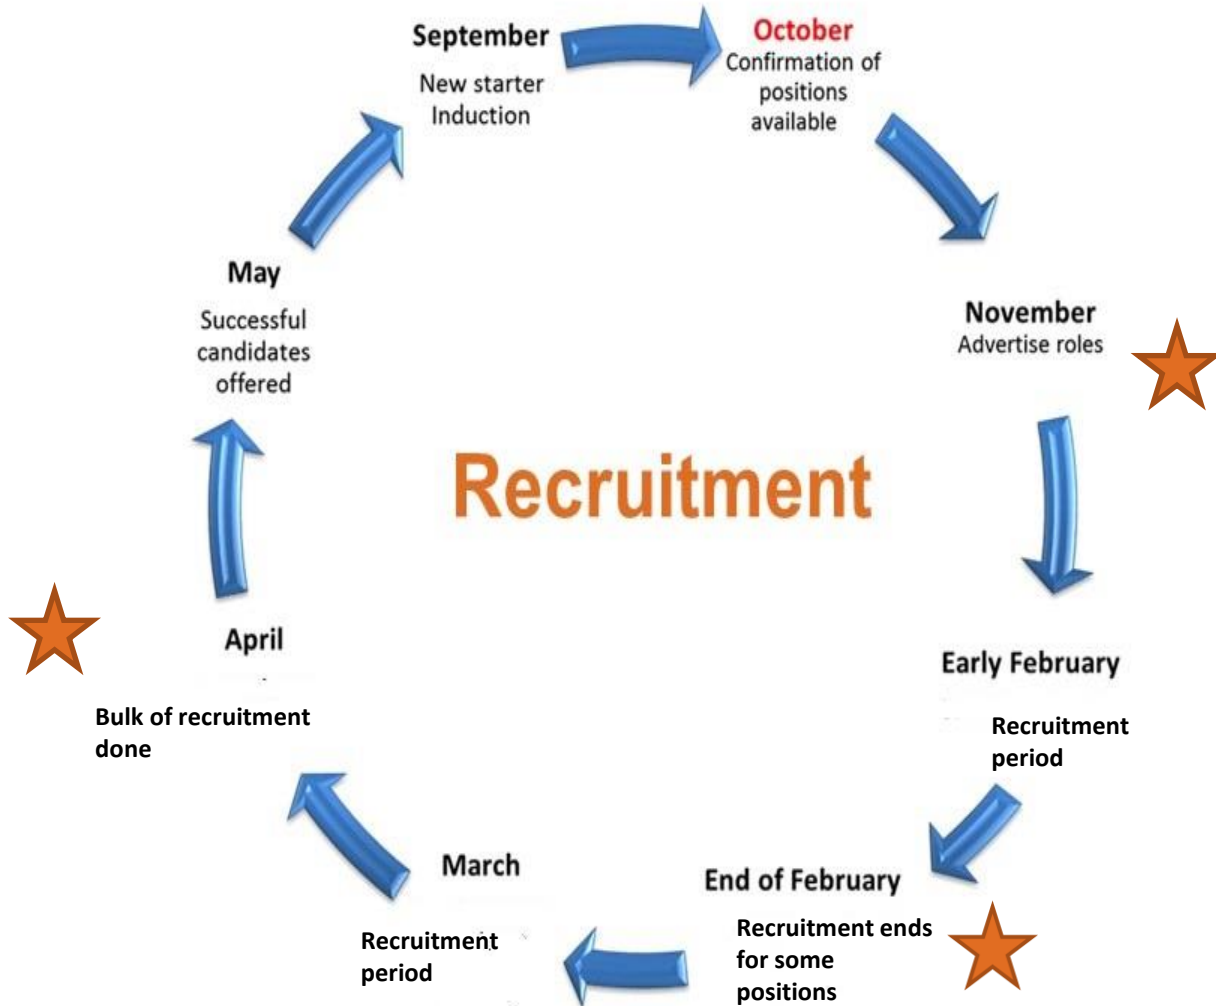 September
New starter
Induction
October
Confirmation of
positions
available
November
Advertise roles
Early February
Recruitment
period
End of February
Recruitment ends
for some
positions
March
Recruitment
period
April
Bulk of recruitment
done
May
Successful
candidates
offered
Recruitment